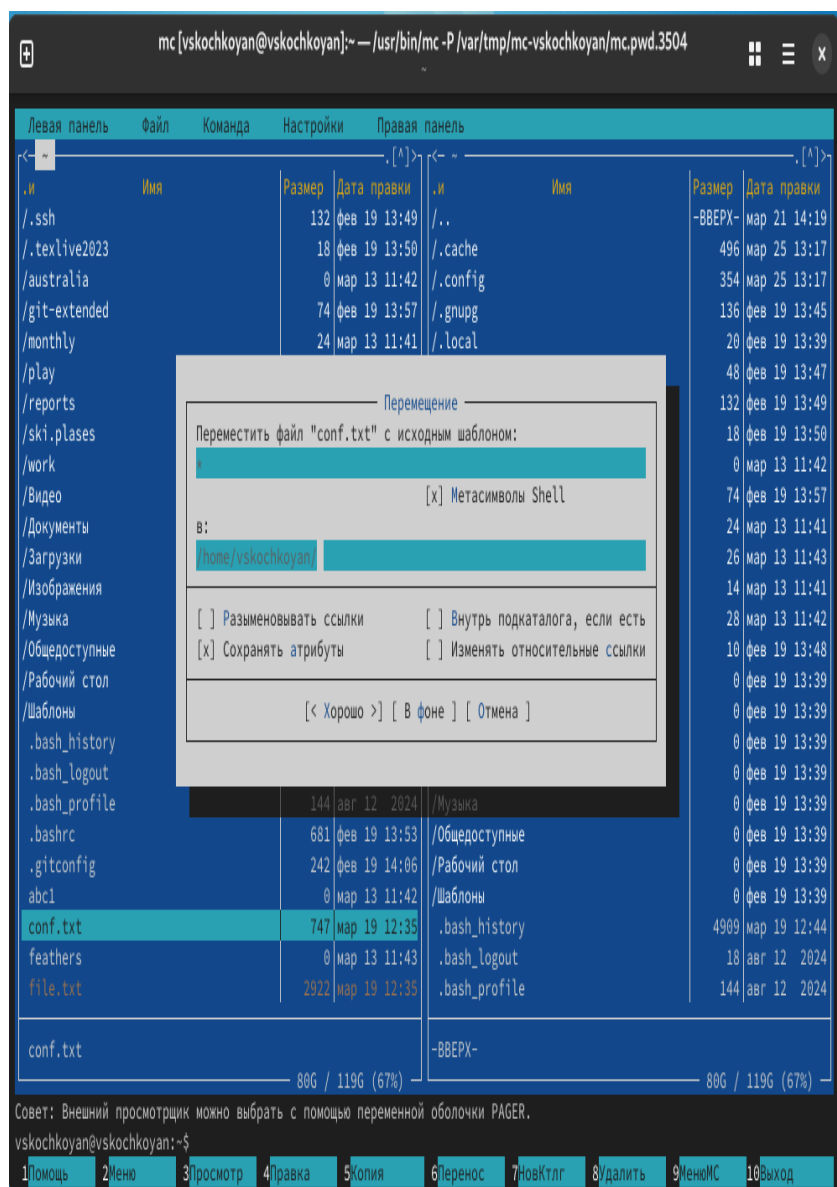 mc [vskochkoyan@vskochkoyan]:~ — /usr/bin/mc -P /var/tmp/mc-vskochkoyan/mc.pwd.3504
~
Левая панель Файл Команда Настройки Правая панель
<— ~ .[^]> <— ~ .[^]>
.и Имя Размер Дата правки .и Имя Размер Дата правки
/.ssh 132 фев 19 13:49 /.. -ВВЕРХ- мар 21 14:19
/.texlive2023 18 фев 19 13:50 /.cache 496 мар 25 13:17
/australia 0 мар 13 11:42 /.config 354 мар 25 13:17
/git-extended 74 фев 19 13:57 /.gnupg 136 фев 19 13:45
/monthly 24 мар 13 11:41 /.local 20 фев 19 13:39
/play 48 фев 19 13:47
/reports Перемещение 132 фев 19 13:49
/ski.plases Переместить файл "conf.txt" с исходным шаблоном: 18 фев 19 13:50
/work * 0 мар 13 11:42
/Видео [x] Метасимволы Shell 74 фев 19 13:57
/Документы в: 24 мар 13 11:41
/Загрузки /home/vskochkoyan/ 26 мар 13 11:43
/Изображения 14 мар 13 11:41
/Музыка [ ] Разыменовывать ссылки [ ] Внутрь подкаталога, если есть 28 мар 13 11:42
/Общедоступные [x] Сохранять атрибуты [ ] Изменять относительные ссылки 10 фев 19 13:48
/Рабочий стол 0 фев 19 13:39
/Шаблоны [< Хорошо >] [ В фоне ] [ Отмена ] 0 фев 19 13:39
.bash_history 0 фев 19 13:39
.bash_logout 0 фев 19 13:39
.bash_profile 144 авг 12 2024 /Музыка 0 фев 19 13:39
.bashrc 681 фев 19 13:53 /Общедоступные 0 фев 19 13:39
.gitconfig 242 фев 19 14:06 /Рабочий стол 0 фев 19 13:39
abc1 0 мар 13 11:42 /Шаблоны 0 фев 19 13:39
conf.txt 747 мар 19 12:35 .bash_history 4909 мар 19 12:44
feathers 0 мар 13 11:43 .bash_logout 18 авг 12 2024
file.txt 2922 мар 19 12:35 .bash_profile 144 авг 12 2024
conf.txt -ВВЕРХ-
80G / 119G (67%) 80G / 119G (67%)
Совет: Внешний просмотрщик можно выбрать с помощью переменной оболочки PAGER.
vskochkoyan@vskochkoyan:~$
1Помощь 2Меню 3Просмотр 4Правка 5Копия 6Перенос 7НовКтлг 8Удалить 9МенюMC 10Выход